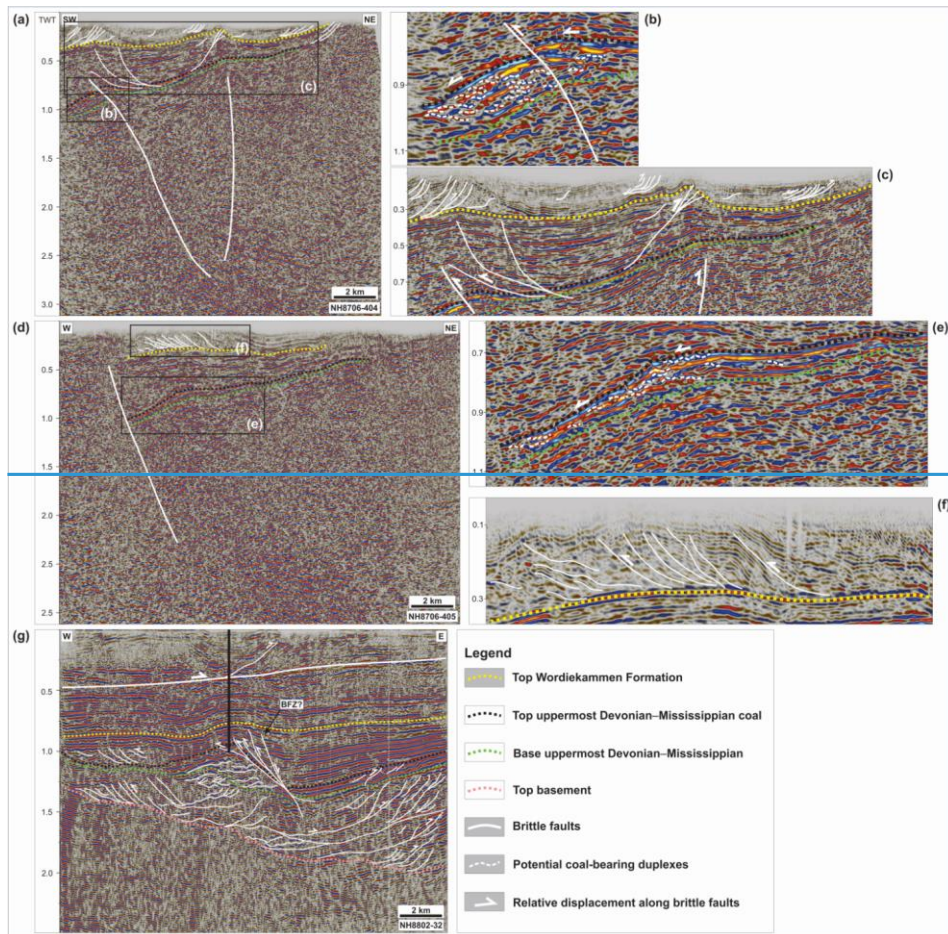 (a)
TWT
SW
NE
0.5
1.0
1.5
2.0
2.5
3.0
(b)
(c)
2 km
NH8706-404
(b)
0.9
1.1
(c)
0.3
0.5
0.7
(d)
W
NE
0.5
1.0
1.5
2.0
2.5
(f)
(e)
2 km
NH8706-405
(e)
0.7
0.9
1.1
(f)
0.1
0.3
(g)
W
E
0.5
1.0
1.5
2.0
BFZ?
2 km
NH8802-32
Legend
Top Wordiekammen Formation
Top uppermost Devonian–Mississippian coal
Base uppermost Devonian–Mississippian
Top basement
Brittle faults
Potential coal-bearing duplexes
Relative displacement along brittle faults